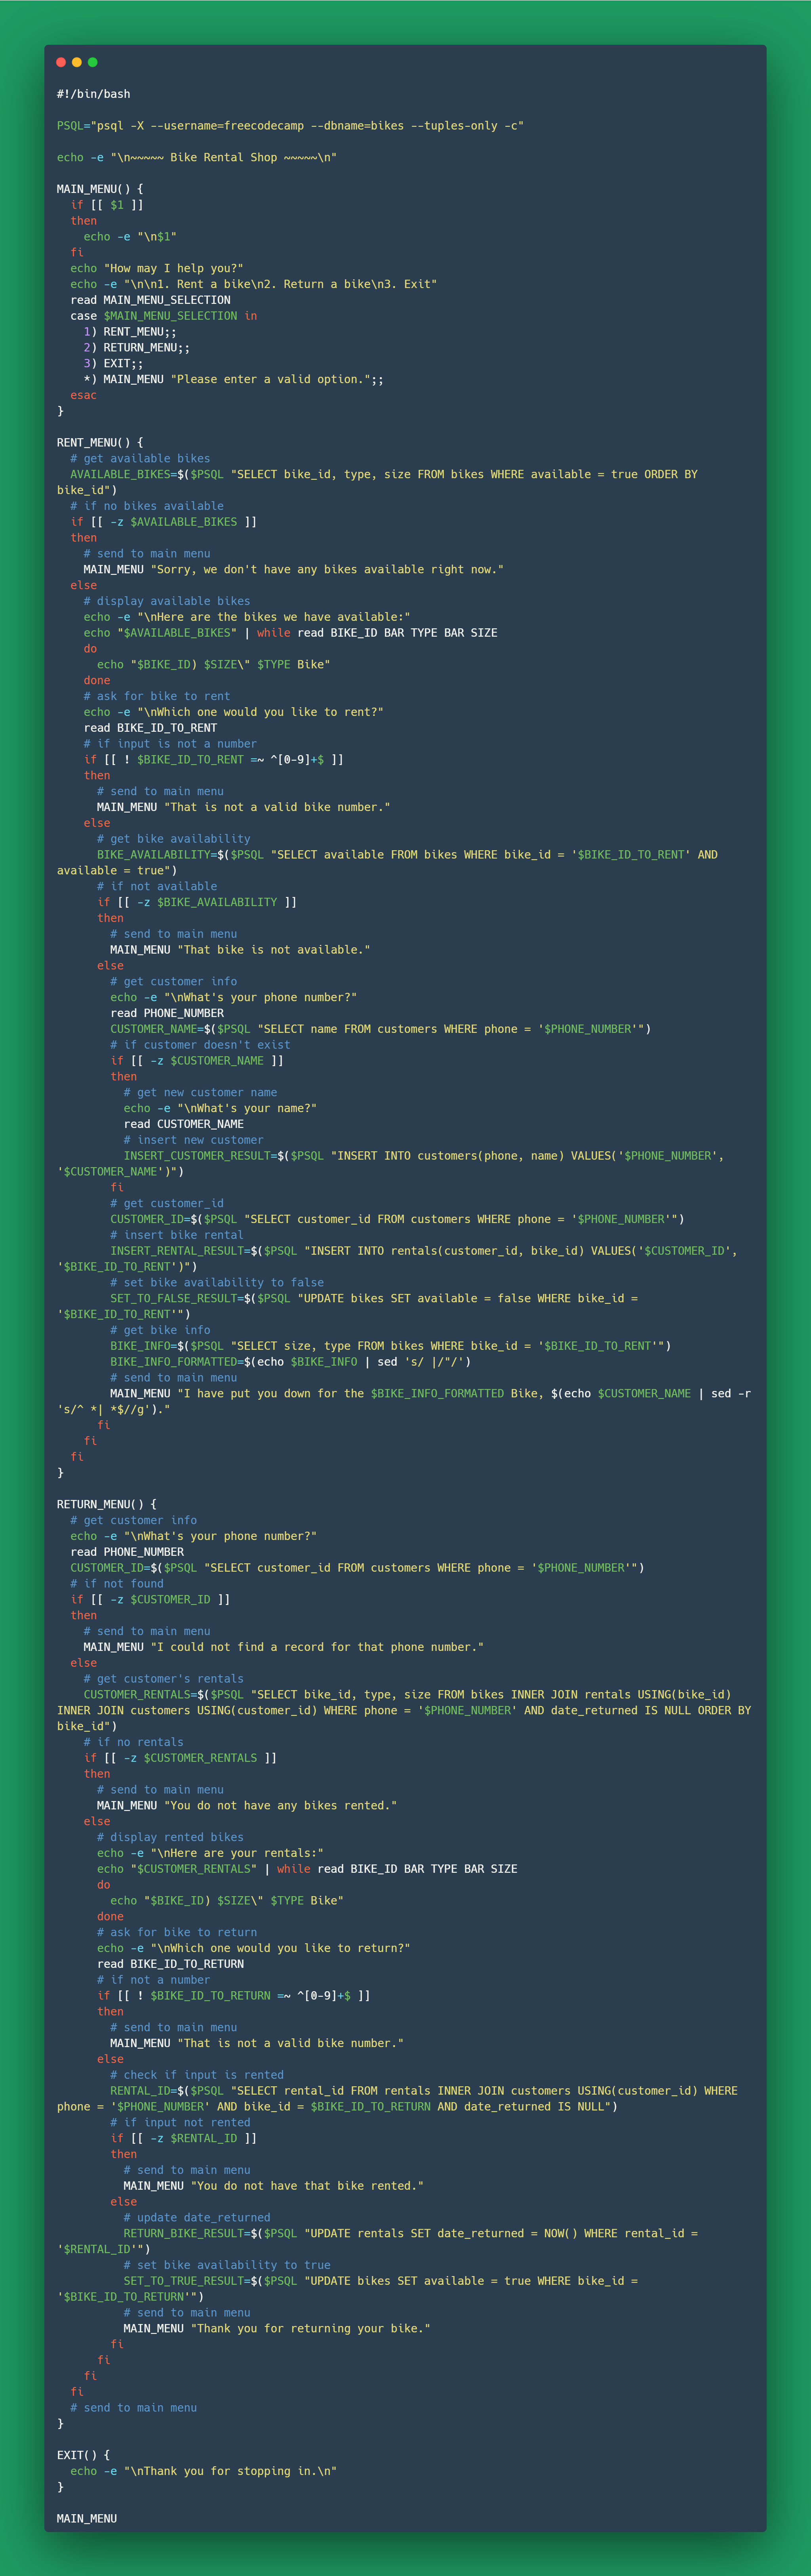 #!/bin/bash

PSQL="psql -X --username=freecodecamp --dbname=bikes --tuples-only -c"

echo -e "\n~~~~~ Bike Rental Shop ~~~~~\n"

MAIN_MENU() {
  if [[ $1 ]]
  then
    echo -e "\n$1"
  fi
  echo "How may I help you?"
  echo -e "\n\n1. Rent a bike\n2. Return a bike\n3. Exit"
  read MAIN_MENU_SELECTION
  case $MAIN_MENU_SELECTION in
    1) RENT_MENU;;
    2) RETURN_MENU;;
    3) EXIT;;
    *) MAIN_MENU "Please enter a valid option.";;
  esac
}

RENT_MENU() {
  # get available bikes
  AVAILABLE_BIKES=$($PSQL "SELECT bike_id, type, size FROM bikes WHERE available = true ORDER BY
bike_id")
  # if no bikes available
  if [[ -z $AVAILABLE_BIKES ]]
  then
    # send to main menu
    MAIN_MENU "Sorry, we don't have any bikes available right now."
  else
    # display available bikes
    echo -e "\nHere are the bikes we have available:"
    echo "$AVAILABLE_BIKES" | while read BIKE_ID BAR TYPE BAR SIZE
    do
      echo "$BIKE_ID) $SIZE\" $TYPE Bike"
    done
    # ask for bike to rent
    echo -e "\nWhich one would you like to rent?"
    read BIKE_ID_TO_RENT
    # if input is not a number
    if [[ ! $BIKE_ID_TO_RENT =~ ^[0-9]+$ ]]
    then
      # send to main menu
      MAIN_MENU "That is not a valid bike number."
    else
      # get bike availability
      BIKE_AVAILABILITY=$($PSQL "SELECT available FROM bikes WHERE bike_id = '$BIKE_ID_TO_RENT' AND
available = true")
      # if not available
      if [[ -z $BIKE_AVAILABILITY ]]
      then
        # send to main menu
        MAIN_MENU "That bike is not available."
      else
        # get customer info
        echo -e "\nWhat's your phone number?"
        read PHONE_NUMBER
        CUSTOMER_NAME=$($PSQL "SELECT name FROM customers WHERE phone = '$PHONE_NUMBER'")
        # if customer doesn't exist
        if [[ -z $CUSTOMER_NAME ]]
        then
          # get new customer name
          echo -e "\nWhat's your name?"
          read CUSTOMER_NAME
          # insert new customer
          INSERT_CUSTOMER_RESULT=$($PSQL "INSERT INTO customers(phone, name) VALUES('$PHONE_NUMBER',
'$CUSTOMER_NAME')")
        fi
        # get customer_id
        CUSTOMER_ID=$($PSQL "SELECT customer_id FROM customers WHERE phone = '$PHONE_NUMBER'")
        # insert bike rental
        INSERT_RENTAL_RESULT=$($PSQL "INSERT INTO rentals(customer_id, bike_id) VALUES('$CUSTOMER_ID',
'$BIKE_ID_TO_RENT')")
        # set bike availability to false
        SET_TO_FALSE_RESULT=$($PSQL "UPDATE bikes SET available = false WHERE bike_id =
'$BIKE_ID_TO_RENT'")
        # get bike info
        BIKE_INFO=$($PSQL "SELECT size, type FROM bikes WHERE bike_id = '$BIKE_ID_TO_RENT'")
        BIKE_INFO_FORMATTED=$(echo $BIKE_INFO | sed 's/ |/"/')
        # send to main menu
        MAIN_MENU "I have put you down for the $BIKE_INFO_FORMATTED Bike, $(echo $CUSTOMER_NAME | sed -r
's/^ *| *$//g')."
      fi
    fi
  fi
}

RETURN_MENU() {
  # get customer info
  echo -e "\nWhat's your phone number?"
  read PHONE_NUMBER
  CUSTOMER_ID=$($PSQL "SELECT customer_id FROM customers WHERE phone = '$PHONE_NUMBER'")
  # if not found
  if [[ -z $CUSTOMER_ID ]]
  then
    # send to main menu
    MAIN_MENU "I could not find a record for that phone number."
  else
    # get customer's rentals
    CUSTOMER_RENTALS=$($PSQL "SELECT bike_id, type, size FROM bikes INNER JOIN rentals USING(bike_id)
INNER JOIN customers USING(customer_id) WHERE phone = '$PHONE_NUMBER' AND date_returned IS NULL ORDER BY
bike_id")
    # if no rentals
    if [[ -z $CUSTOMER_RENTALS ]]
    then
      # send to main menu
      MAIN_MENU "You do not have any bikes rented."
    else
      # display rented bikes
      echo -e "\nHere are your rentals:"
      echo "$CUSTOMER_RENTALS" | while read BIKE_ID BAR TYPE BAR SIZE
      do
        echo "$BIKE_ID) $SIZE\" $TYPE Bike"
      done
      # ask for bike to return
      echo -e "\nWhich one would you like to return?"
      read BIKE_ID_TO_RETURN
      # if not a number
      if [[ ! $BIKE_ID_TO_RETURN =~ ^[0-9]+$ ]]
      then
        # send to main menu
        MAIN_MENU "That is not a valid bike number."
      else
        # check if input is rented
        RENTAL_ID=$($PSQL "SELECT rental_id FROM rentals INNER JOIN customers USING(customer_id) WHERE
phone = '$PHONE_NUMBER' AND bike_id = $BIKE_ID_TO_RETURN AND date_returned IS NULL")
        # if input not rented
        if [[ -z $RENTAL_ID ]]
        then
          # send to main menu
          MAIN_MENU "You do not have that bike rented."
        else
          # update date_returned
          RETURN_BIKE_RESULT=$($PSQL "UPDATE rentals SET date_returned = NOW() WHERE rental_id =
'$RENTAL_ID'")
          # set bike availability to true
          SET_TO_TRUE_RESULT=$($PSQL "UPDATE bikes SET available = true WHERE bike_id =
'$BIKE_ID_TO_RETURN'")
          # send to main menu
          MAIN_MENU "Thank you for returning your bike."
        fi
      fi
    fi
  fi
  # send to main menu
}

EXIT() {
  echo -e "\nThank you for stopping in.\n"
}

MAIN_MENU